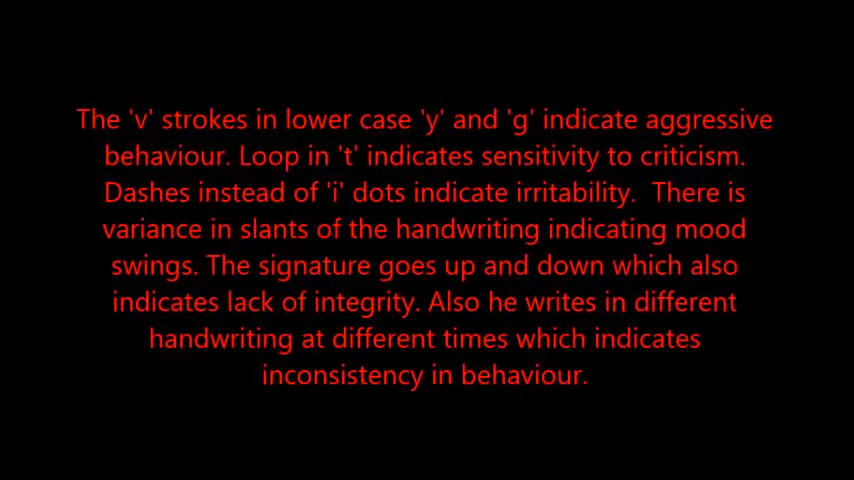 The 'v' strokes in lower case 'y' and 'g' indicate aggressive
behaviour. Loop in 't' indicates sensitivity to criticism.
Dashes instead of 'i' dots indicate irritability.  There is
variance in slants of the handwriting indicating mood
swings. The signature goes up and down which also
indicates lack of integrity. Also he writes in different
handwriting at different times which indicates
inconsistency in behaviour.